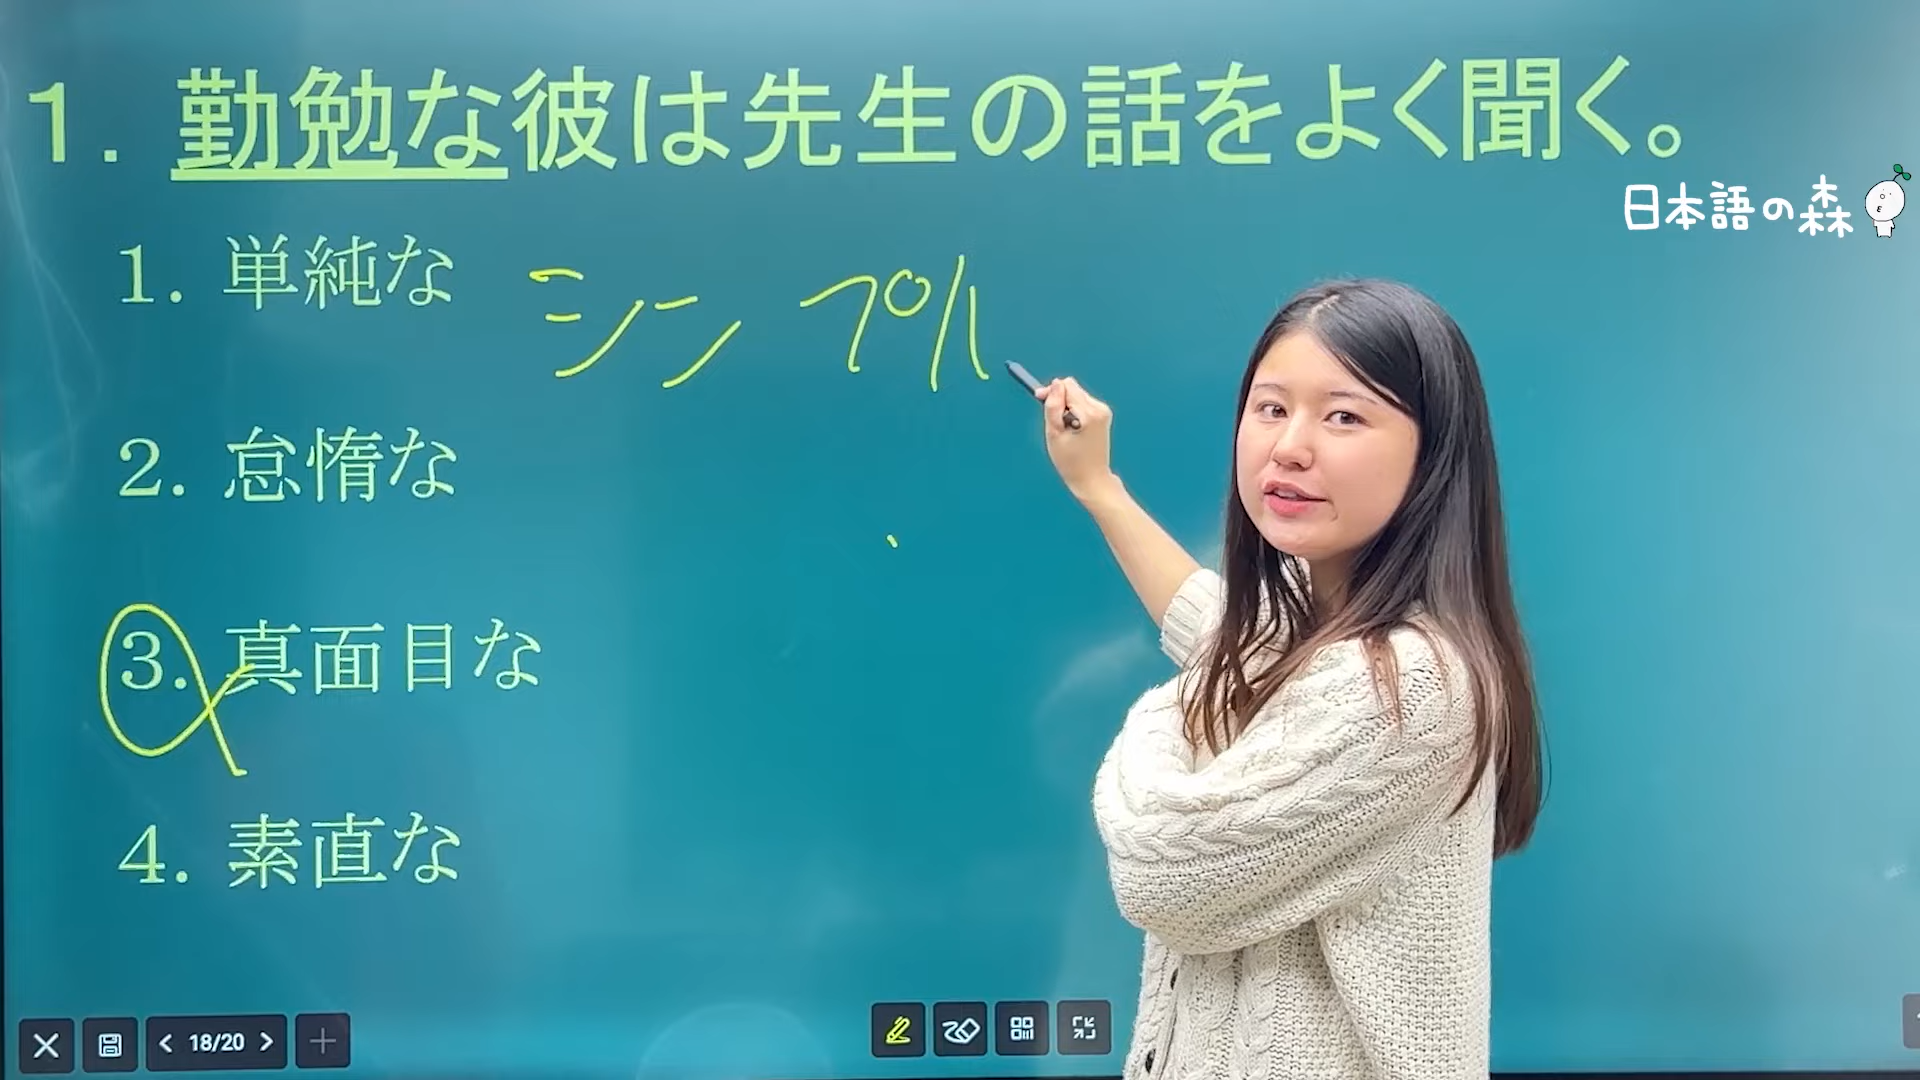 1. 勤勉な彼は先生の話をよく聞く。
日本語の森
1. 単純な シンプル
2. 怠惰な
3. 真面目な
4. 素直な
18/20